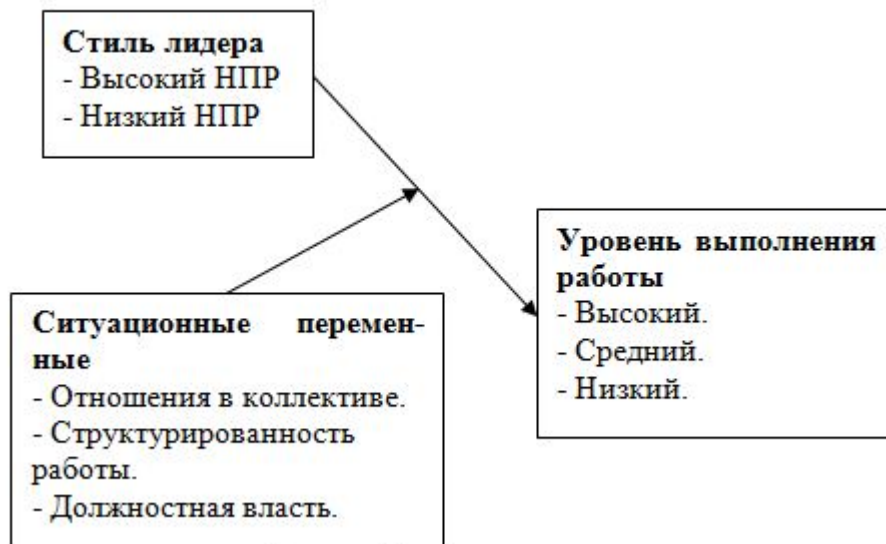 Стиль лидера
- Высокий НПР
- Низкий НПР
Уровень выполнения
работы
- Высокий.
- Средний.
- Низкий.
Ситуационные перемен-
ные
- Отношения в коллективе.
- Структурированность
работы.
- Должностная власть.